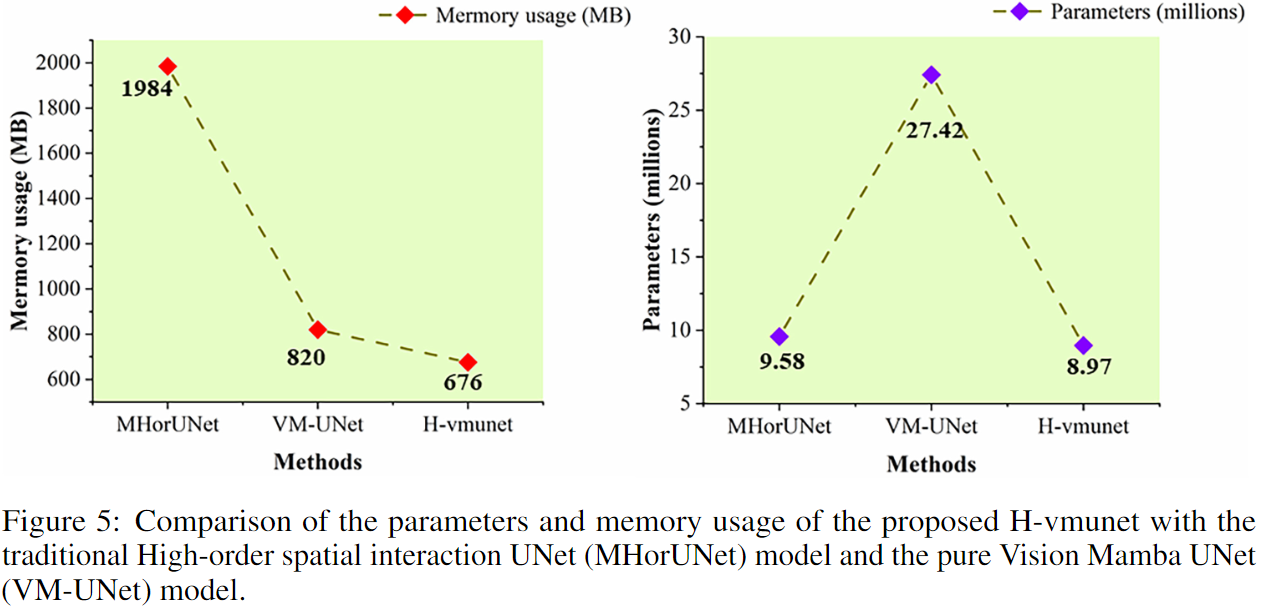 Mermory usage (MB)
Mermory usage (MB)
2000
1800
1600
1400
1200
1000
800
600
1984
820
676
MHorUNet VM-UNet H-vmunet
Methods
Parameters (millions)
Parameters (millions)
30
25
20
15
10
5
27.42
9.58
8.97
MHorUNet VM-UNet H-vmunet
Methods
Figure 5: Comparison of the parameters and memory usage of the proposed H-vmunet with the
traditional High-order spatial interaction UNet (MHorUNet) model and the pure Vision Mamba UNet
(VM-UNet) model.